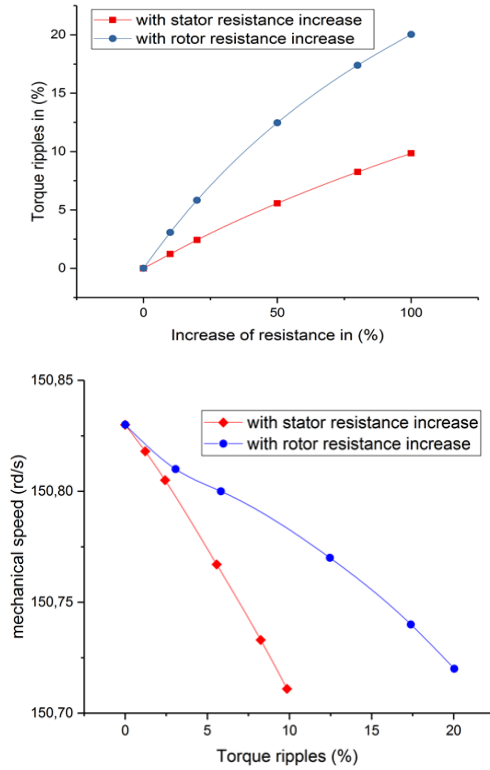 with stator resistance increase
with rotor resistance increase
20
15
10
5
0
Torque ripples in (%)
0
50
100
Increase of resistance in (%)
150,85
with stator resistance increase
with rotor resistance increase
150,80
150,75
150,70
mechanical speed (rd/s)
0
5
10
15
20
Torque ripples (%)